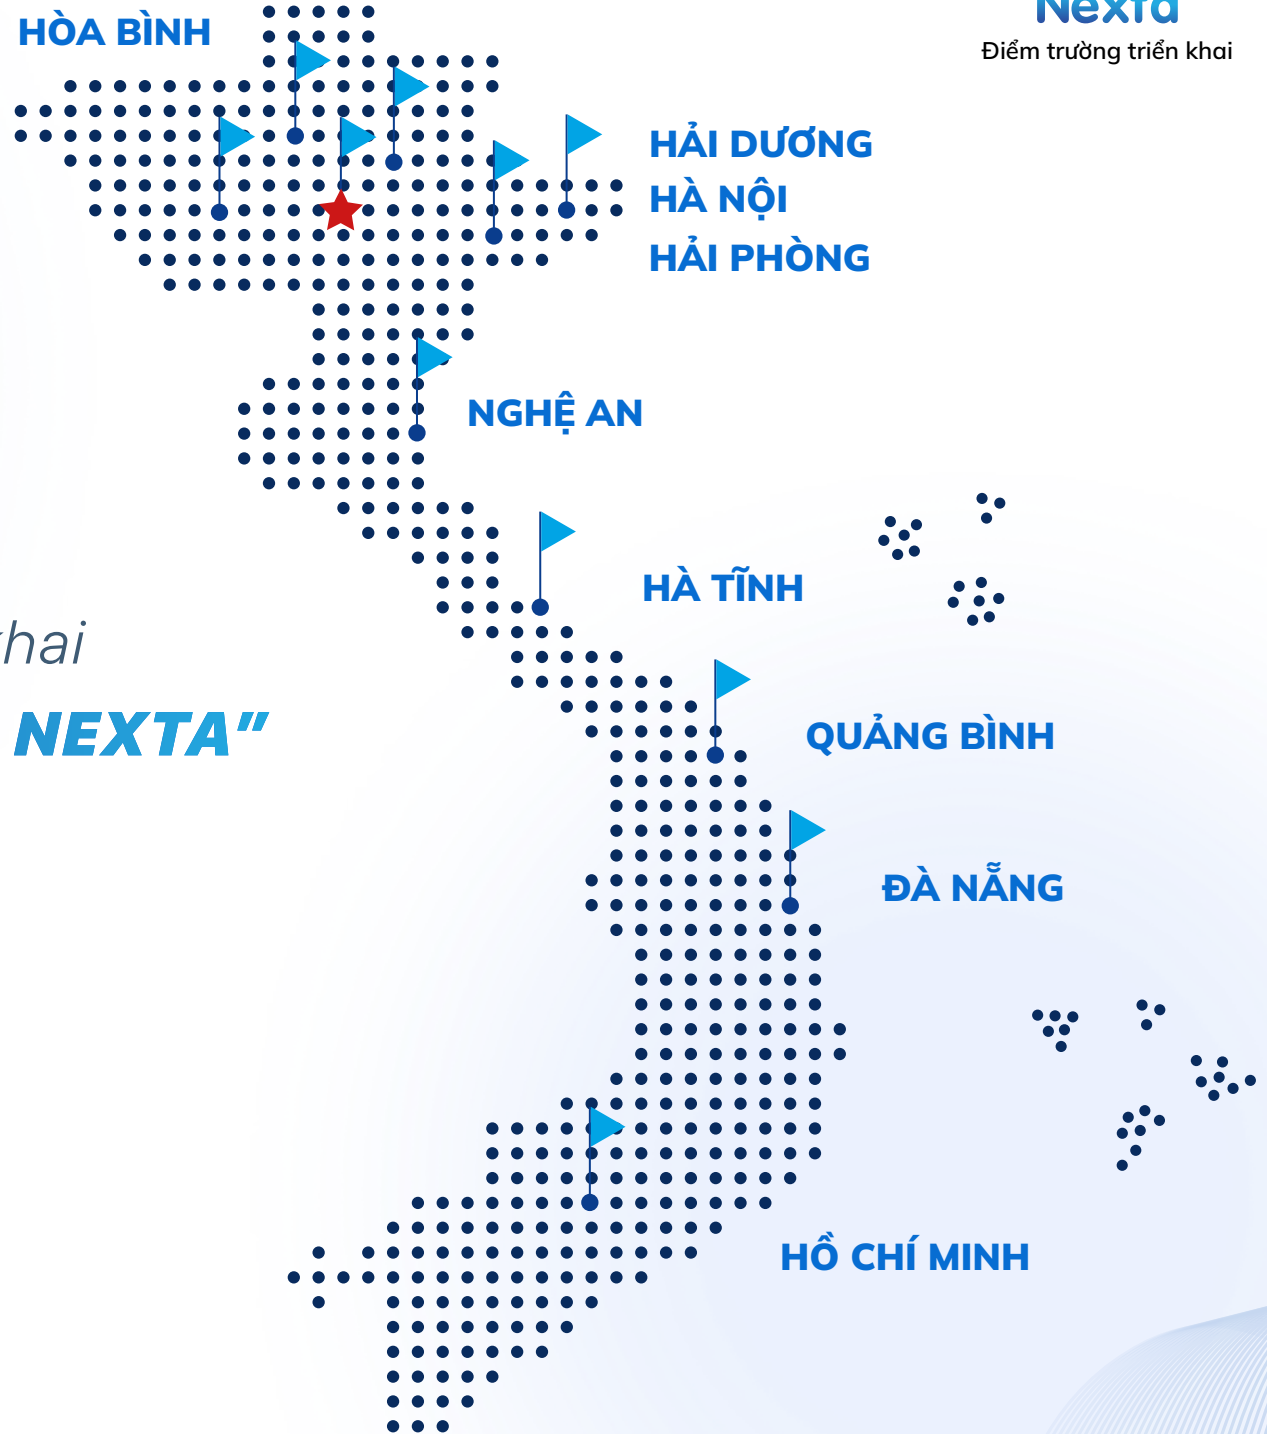 Nexta
HÒA BÌNH
Điểm trường triển khai
HẢI DƯƠNG
HÀ NỘI
HẢI PHÒNG
NGHỆ AN
HÀ TĨNH
NEXTA"
QUẢNG BÌNH
ĐÀ NẴNG
HỒ CHÍ MINH